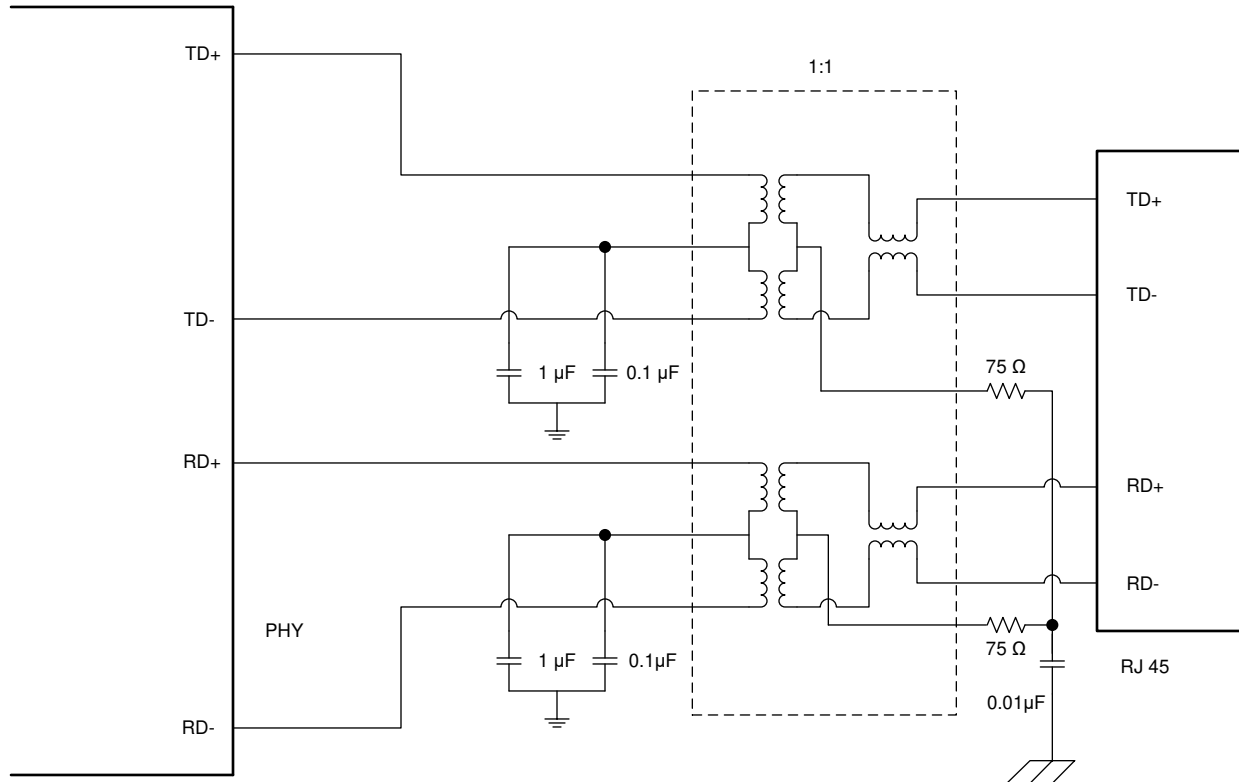 TD+
1:1
TD+
TD-
TD-
75 Ω
1 µF
0.1 µF
RD+
RD+
RD-
PHY
75 Ω
1 µF
0.1µF
RJ 45
0.01µF
RD-